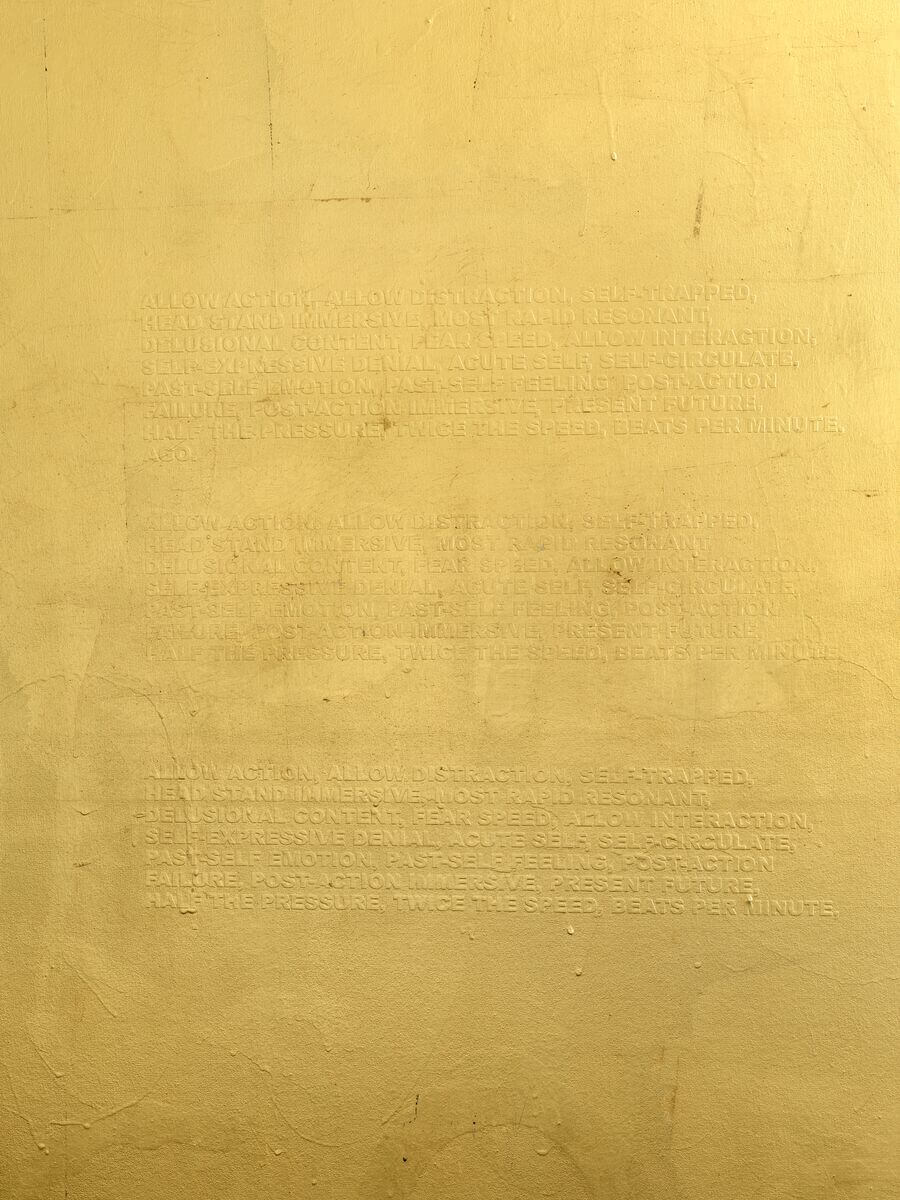 ALLOW ACTION, ALLOW DISTRACTION, SELF-TRAPPED,
HEAD STAND IMMERSIVE, MOST RAPID RESONANT,
DELUSIONAL CONTENT, FEAR SPEED, ALLOW INTERACTION,
SELF-EXPRESSIVE DENIAL, ACUTE SELF, SELF-CIRCULATE,
PAST-SELF EMOTION, PAST-SELF FEELING, POST-ACTION
FAILURE, POST-ACTION IMMERSIVE, PRESENT FUTURE,
HALF THE PRESSURE, TWICE THE SPEED, BEATS PER MINUTE,
AGO.
ALLOW ACTION, ALLOW DISTRACTION, SELF-TRAPPED,
HEAD STAND IMMERSIVE, MOST RAPID RESONANT,
DELUSIONAL CONTENT, FEAR SPEED, ALLOW INTERACTION,
SELF-EXPRESSIVE DENIAL, ACUTE SELF, SELF-CIRCULATE,
PAST-SELF EMOTION, PAST-SELF FEELING, POST-ACTION
FAILURE, POST-ACTION IMMERSIVE, PRESENT FUTURE,
HALF THE PRESSURE, TWICE THE SPEED, BEATS PER MINUTE
ALLOW ACTION, ALLOW DISTRACTION, SELF-TRAPPED,
HEAD STAND IMMERSIVE, MOST RAPID RESONANT,
DELUSIONAL CONTENT, FEAR SPEED, ALLOW INTERACTION,
SELF-EXPRESSIVE DENIAL, ACUTE SELF, SELF-CIRCULATE,
PAST-SELF EMOTION, PAST-SELF FEELING, POST-ACTION
FAILURE, POST-ACTION IMMERSIVE, PRESENT FUTURE,
HALF THE PRESSURE, TWICE THE SPEED, BEATS PER MINUTE,